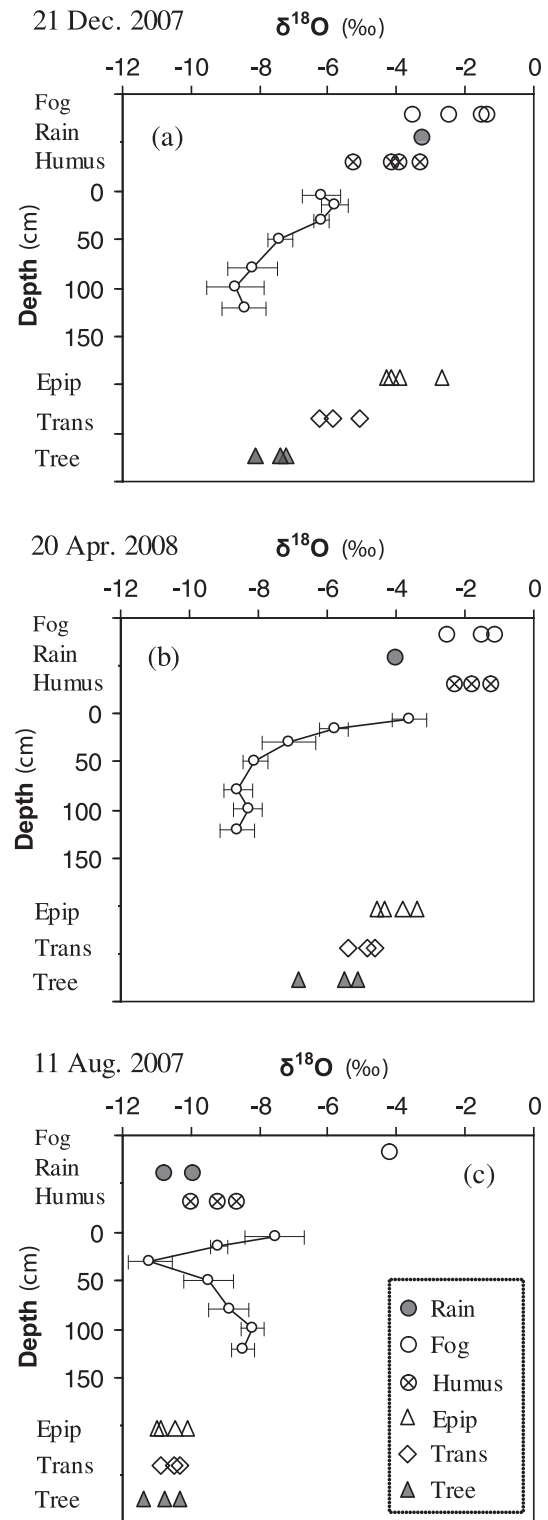 21 Dec. 2007 δ¹⁸O (‰)
-12 -10 -8 -6 -4 -2 0
Fog
Rain
(a)
Humus
0
50
100
150
Depth (cm)
Epip
Trans
Tree
20 Apr. 2008 δ¹⁸O (‰)
-12 -10 -8 -6 -4 -2 0
Fog
Rain
(b)
Humus
0
50
100
150
Depth (cm)
Epip
Trans
Tree
11 Aug. 2007 δ¹⁸O (‰)
-12 -10 -8 -6 -4 -2 0
Fog
Rain
(c)
Humus
0
50
100
150
Depth (cm)
Epip
Trans
Tree
Rain
Fog
Humus
Epip
Trans
Tree